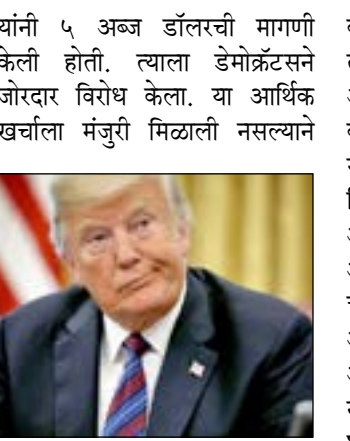 यांनी ५ अब्ज डॉलरची मागणी
केली होती. त्याला डेमोक्रॅटसने
जोरदार विरोध केला. या आर्थिक
खर्चाला मंजुरी मिळाली नसल्याने